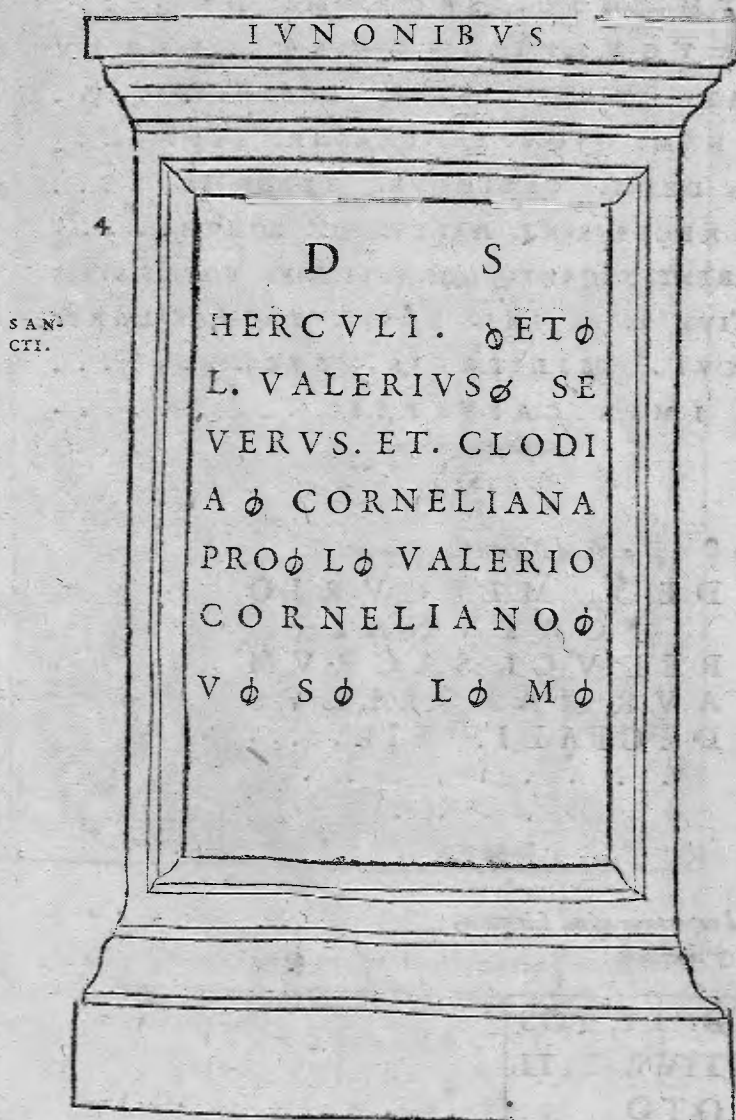 IVNONIBVS
4
SAN-
CTI.
D S
HERCVLI. ET
L. VALERIVS SE
VERVS. ET. CLODI
A CORNELIANA
PRO L VALERIO
CORNELIANO
V S L M